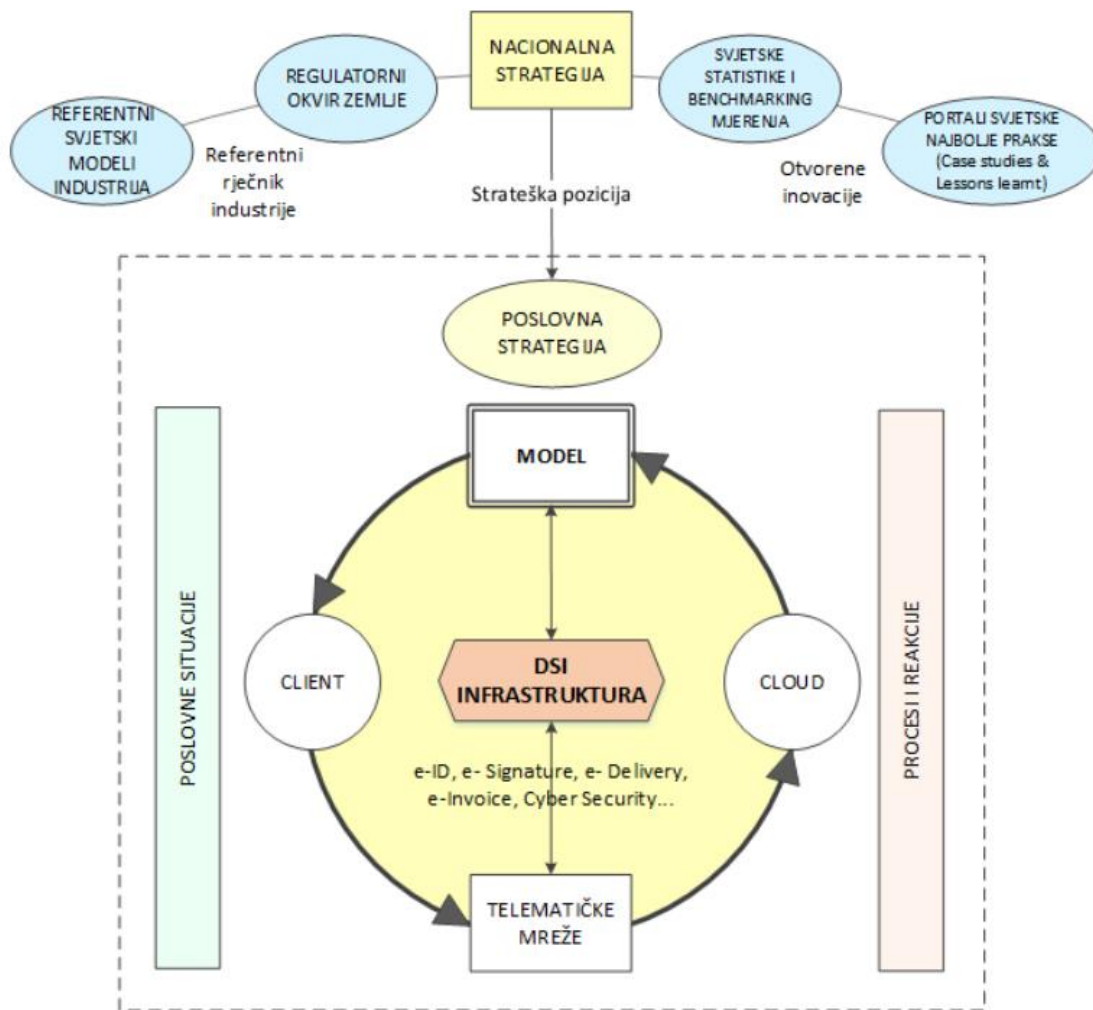 NACIONALNA
STRATEGIJA
REGULATORNI
OKVIR ZEMLJE
SVJETSKE
STATISTIKE I
BENCHMARKING
MJERENJA
REFERENTNI
SVJETSKI
MODELI
INDUSTRIJA
PORTALI SVJETSKE
NAJBOLJE PRAKSE
(Case studies &
Lessons learnt)
Referentni
rječnik
industrije
Otvorene
inovacije
Strateška pozicija
POSLOVNA
STRATEGIJA
MODEL
POSLOVNE SITUACIJE
CLIENT
DSI
INFRASTRUKTURA
CLOUD
PROCESI I REAKCIJE
e-ID, e- Signature, e- Delivery,
e-Invoice, Cyber Security...
TELEMATIČKE
MREŽE